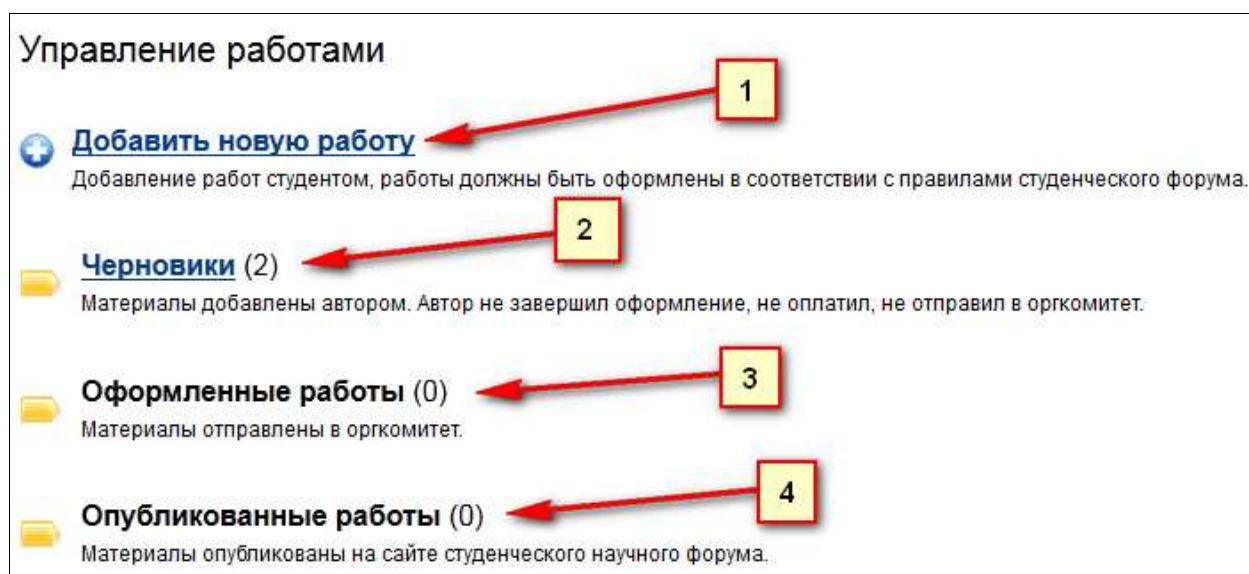 Управление работами
1
Добавить новую работу
Добавление работ студентом, работы должны быть оформлены в соответствии с правилами студенческого форума.
2
Черновики (2)
Материалы добавлены автором. Автор не завершил оформление, не оплатил, не отправил в оргкомитет.
3
Оформленные работы (0)
Материалы отправлены в оргкомитет.
4
Опубликованные работы (0)
Материалы опубликованы на сайте студенческого научного форума.